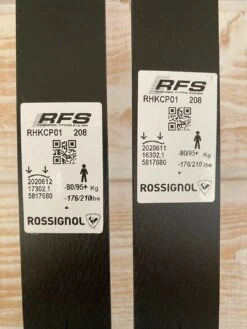 RFS
RHKCP01 208
2020612
17302,1
5817680
-80/95+ Kg
-176/210 lbs
+
ROSSIGNOL
RFS
RHKCP01 208
2020611
16302,1
5817680
-80/95+ Kg
-176/210 lbs
+
ROSSIGNOL